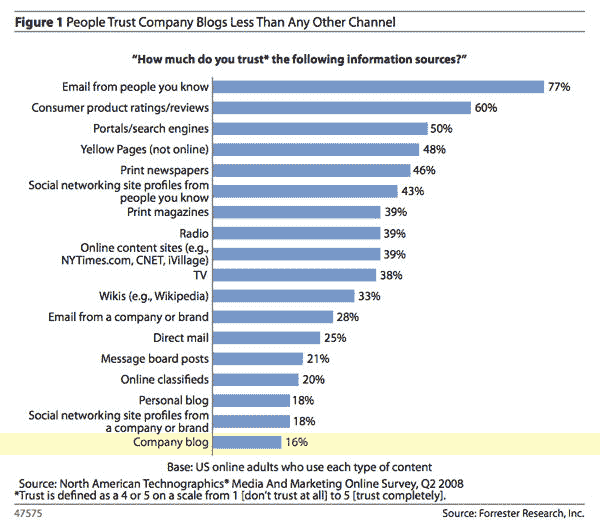 Figure 1 People Trust Company Blogs Less Than Any Other Channel
“How much do you trust* the following information sources?”
Email from people you know 77%
Consumer product ratings/reviews 60%
Portals/search engines 50%
Yellow Pages (not online) 48%
Print newspapers 46%
Social networking site profiles from
people you know 43%
Print magazines 39%
Radio 39%
Online content sites (e.g.,
NYTimes.com, CNET, iVillage) 39%
TV 38%
Wikis (e.g., Wikipedia) 33%
Email from a company or brand 28%
Direct mail 25%
Message board posts 21%
Online classifieds 20%
Personal blog 18%
Social networking site profiles from
a company or brand 18%
Company blog 16%
Base: US online adults who use each type of content
Source: North American Technographics® Media And Marketing Online Survey, Q2 2008
*Trust is defined as a 4 or 5 on a scale from 1 [don’t trust at all] to 5 [trust completely].
47575 Source: Forrester Research, Inc.